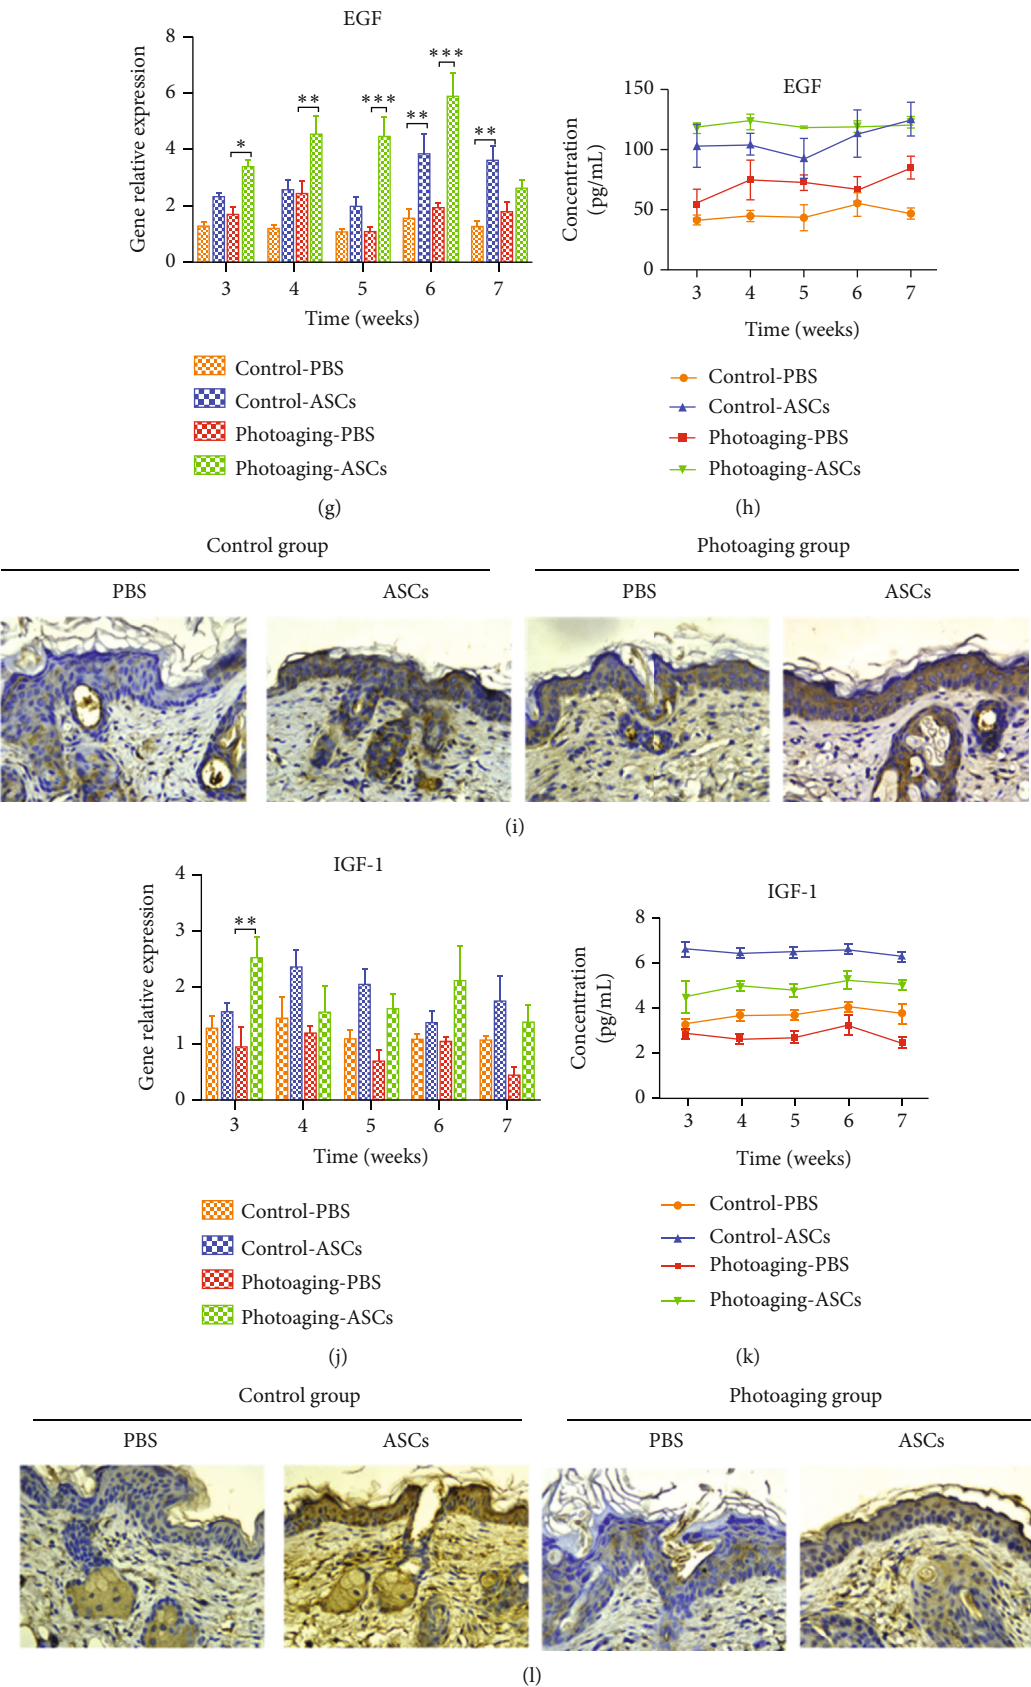 EGF
Gene relative expression
8
6
4
2
0
*
**
***
**
***
**
3 4 5 6 7
Time (weeks)
Control-PBS
Control-ASCs
Photoaging-PBS
Photoaging-ASCs
(g)
EGF
Concentration
(pg/mL)
150
100
50
0
3 4 5 6 7
Time (weeks)
Control-PBS
Control-ASCs
Photoaging-PBS
Photoaging-ASCs
(h)
Control group
Photoaging group
PBS
ASCs
PBS
ASCs
(i)
IGF-1
Gene relative expression
4
3
2
1
0
**
3 4 5 6 7
Time (weeks)
Control-PBS
Control-ASCs
Photoaging-PBS
Photoaging-ASCs
(j)
IGF-1
Concentration
(pg/mL)
8
6
4
2
0
3 4 5 6 7
Time (weeks)
Control-PBS
Control-ASCs
Photoaging-PBS
Photoaging-ASCs
(k)
Control group
Photoaging group
PBS
ASCs
PBS
ASCs
(l)